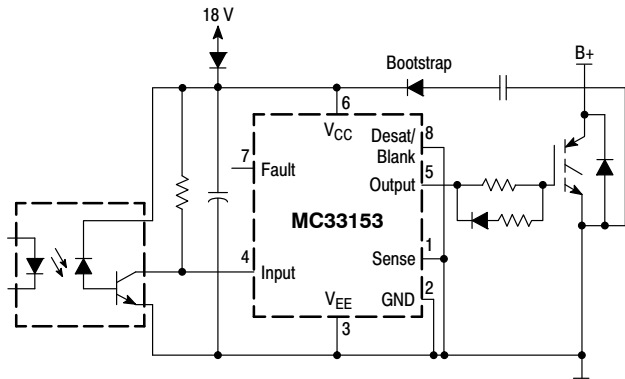 18 V
Bootstrap
B+
6
VCC
Desat/
Blank
8
7
Fault
5
Output
MC33153
4
Input
1
Sense
2
GND
VEE
3